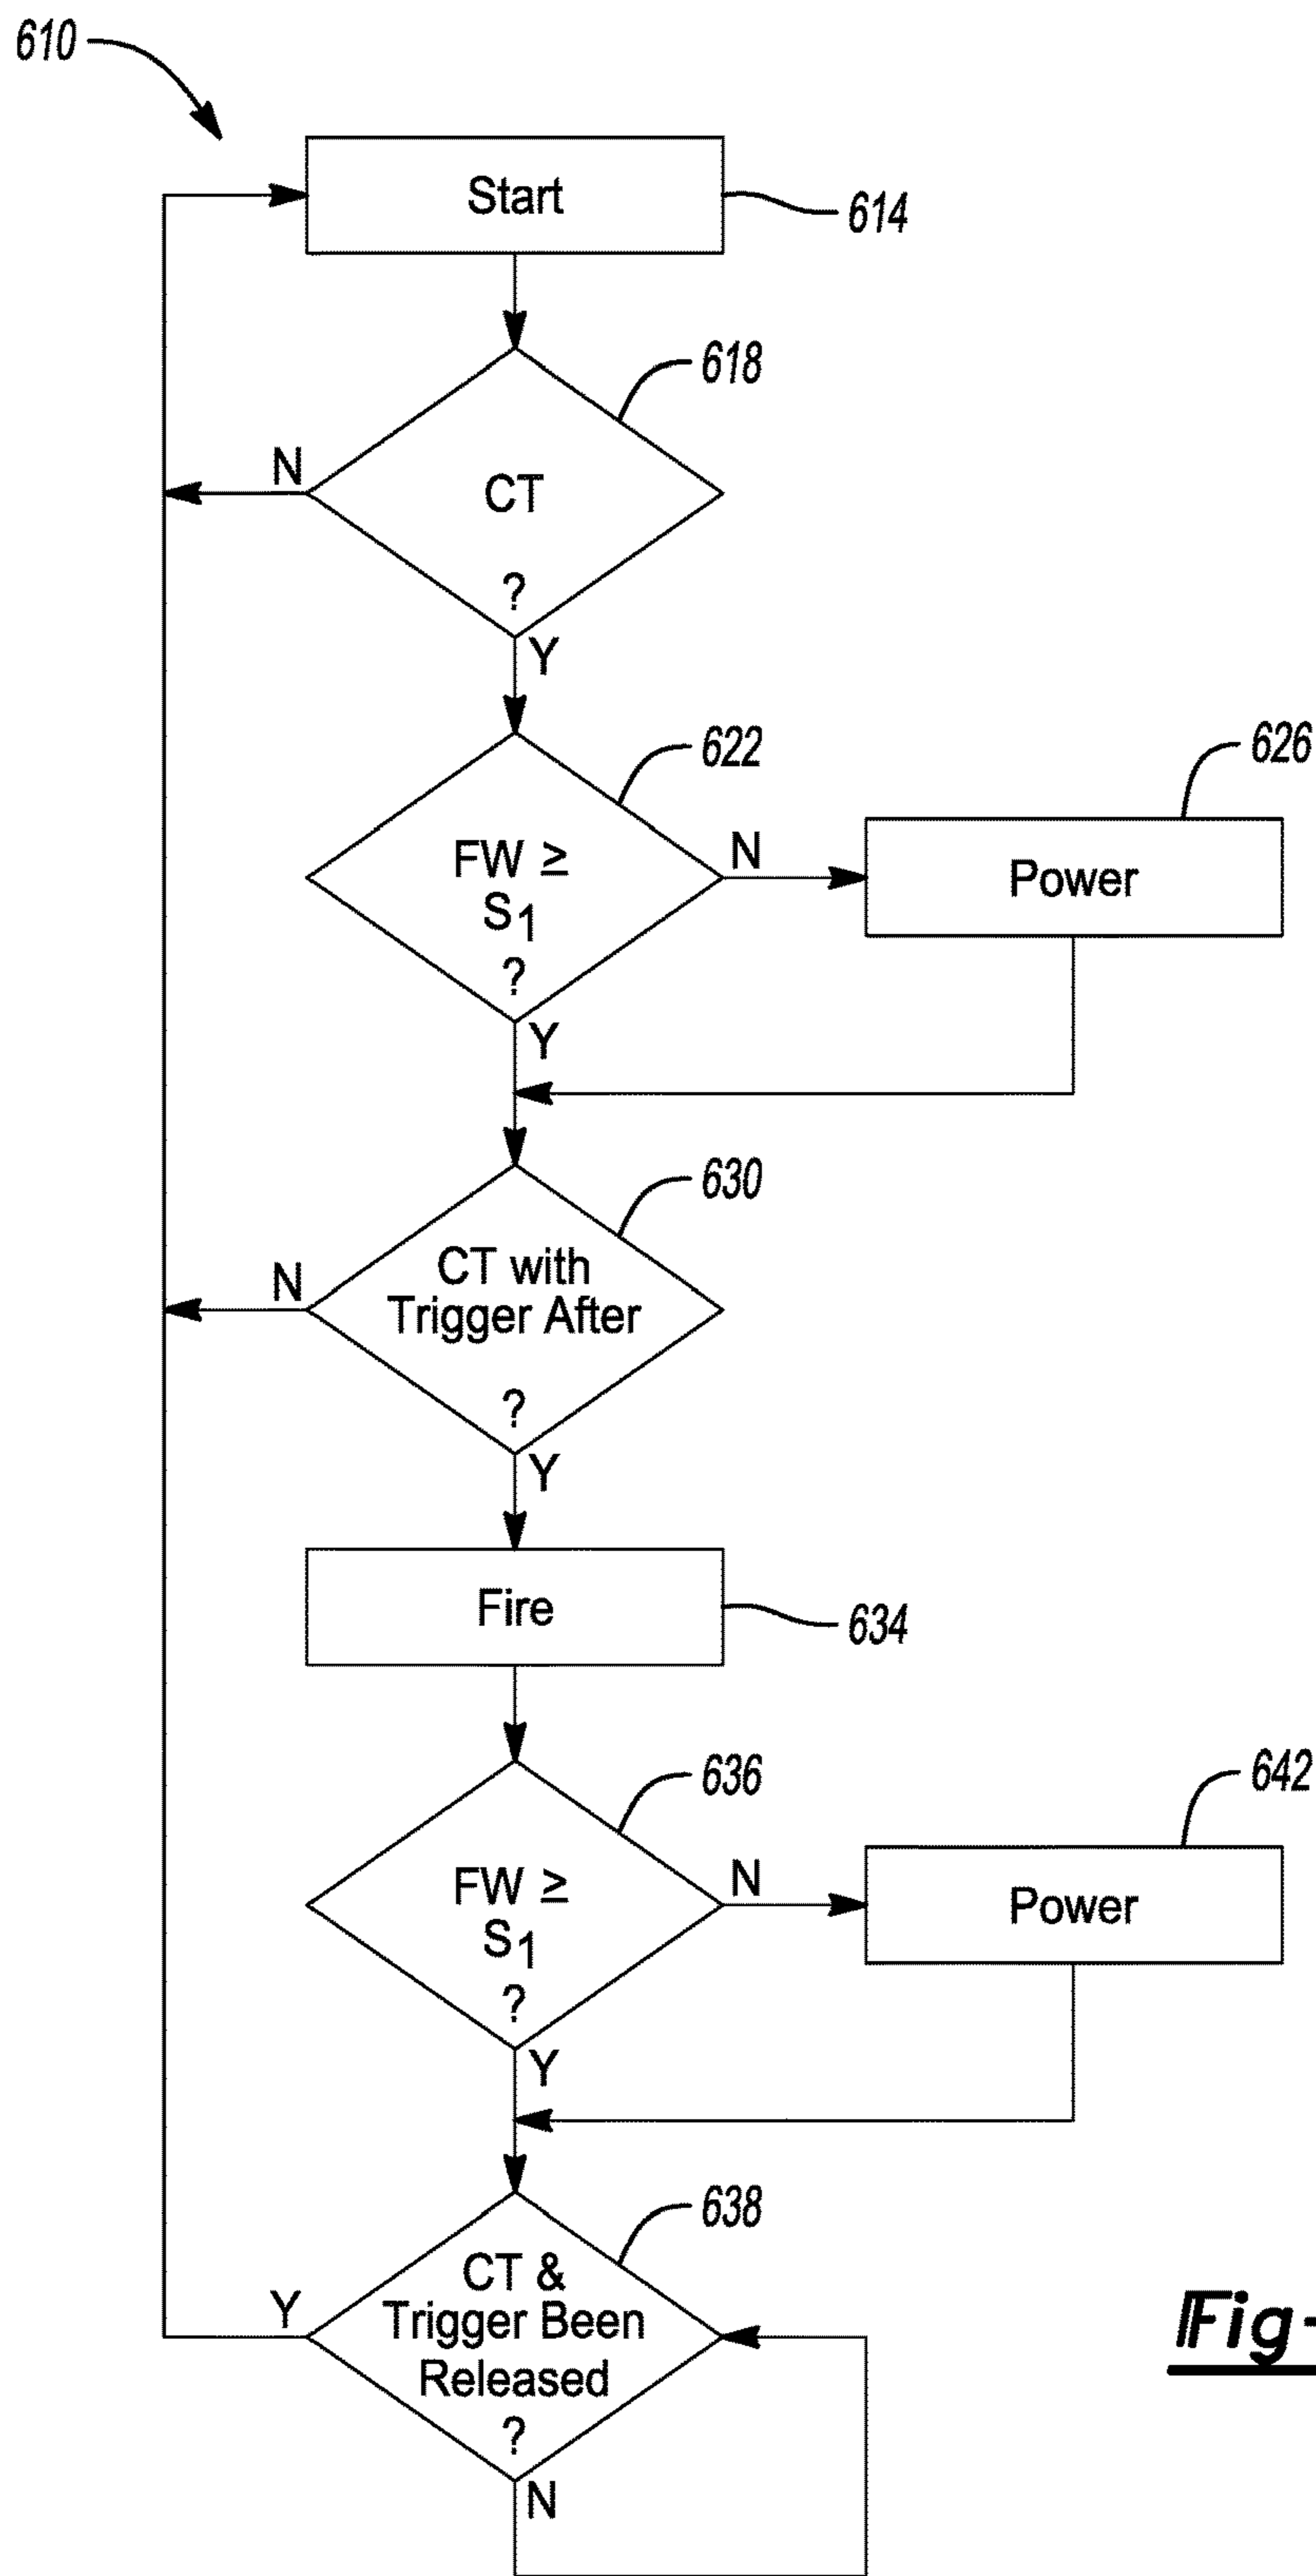 610
Start
614
618
N
CT
?
Y
622
626
FW ≥
S1
?
N
Power
Y
630
N
CT with
Trigger After
?
Y
Fire
634
636
642
FW ≥
S1
?
N
Power
Y
638
Y
CT &
Trigger Been
Released
?
N
Fig-